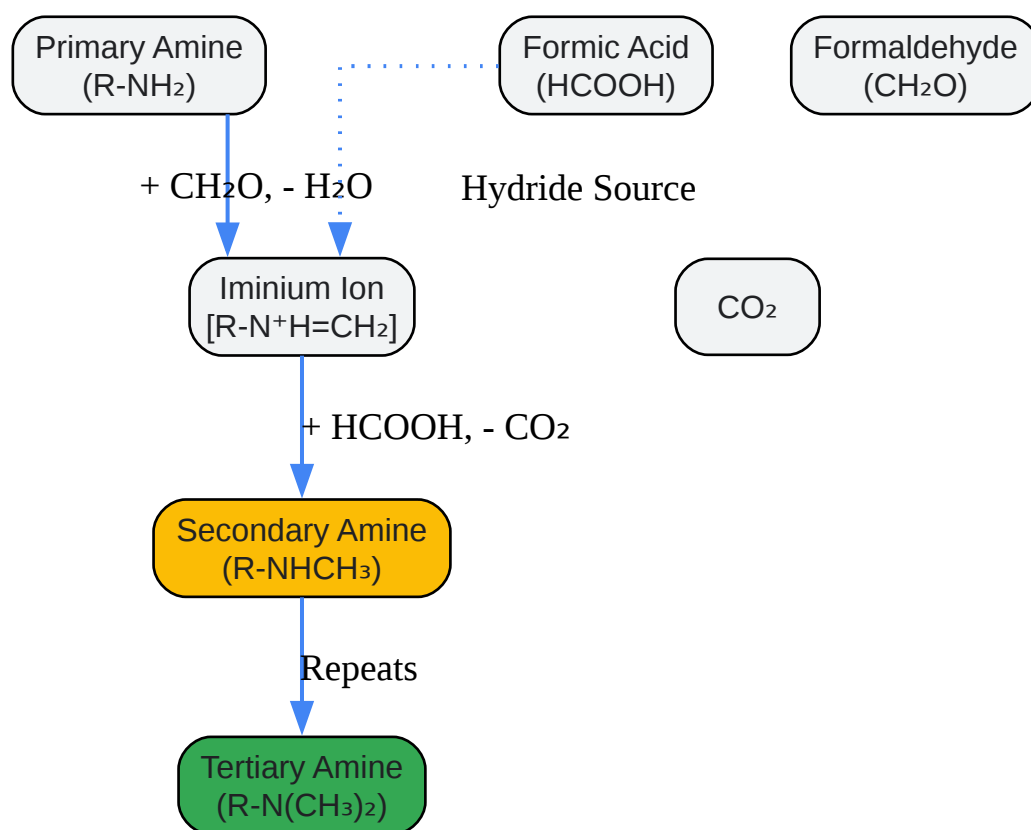 Primary Amine
(R-NH₂)
Formic Acid
(HCOOH)
Formaldehyde
(CH₂O)
+ CH₂O, - H₂O
Hydride Source
Iminium Ion
[R-N⁺H=CH₂]
CO₂
+ HCOOH, - CO₂
Secondary Amine
(R-NHCH₃)
Repeats
Tertiary Amine
(R-N(CH₃)₂)